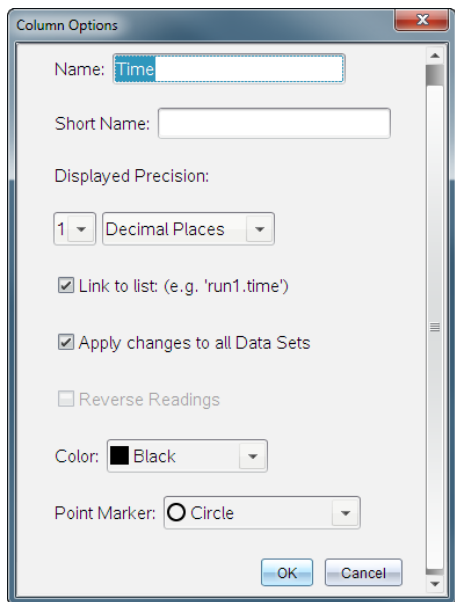 Column Options
Name: Time
Short Name:
Displayed Precision:
1 Decimal Places
Link to list: (e.g. 'run1.time')
Apply changes to all Data Sets
Reverse Readings
Color: Black
Point Marker: Circle
OK Cancel